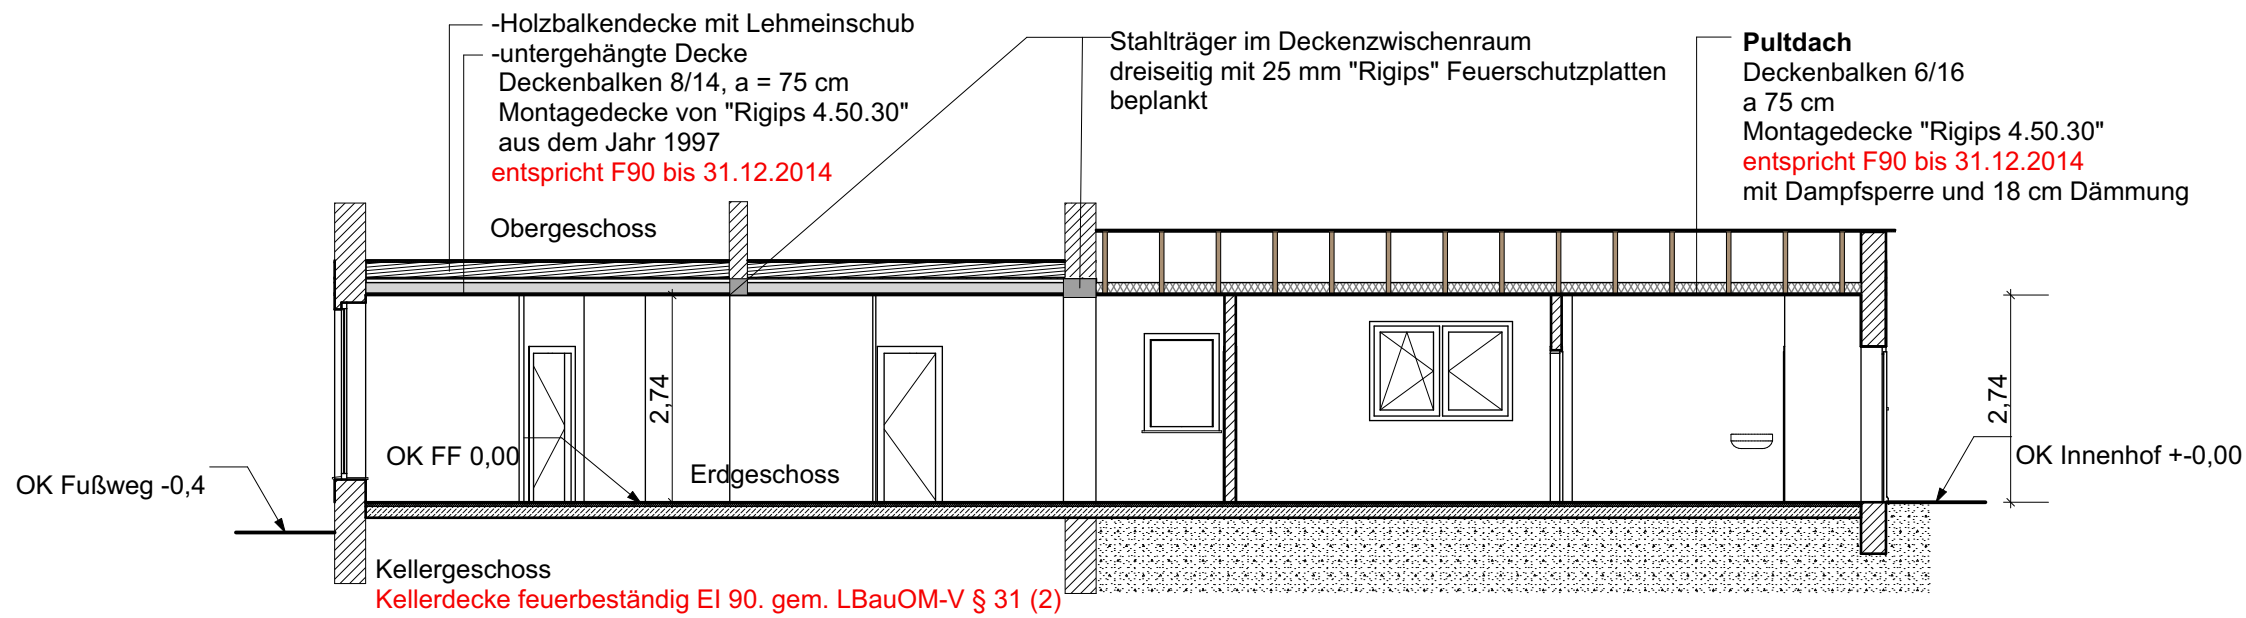 -Holzbalkendecke mit Lehmeinschub
-untergehängte Decke
Deckenbalken 8/14, a = 75 cm
Montagedecke von "Rigips 4.50.30"
aus dem Jahr 1997
entspricht F90 bis 31.12.2014
Stahlträger im Deckenzwischenraum
dreiseitig mit 25 mm "Rigips" Feuerschutzplatten
beplankt
Pultdach
Deckenbalken 6/16
a 75 cm
Montagedecke "Rigips 4.50.30"
entspricht F90 bis 31.12.2014
mit Dampfsperre und 18 cm Dämmung
Obergeschoss
2,74
2,74
OK FF 0,00
Erdgeschoss
OK Fußweg -0,4
OK Innenhof +-0,00
Kellergeschoss
Kellerdecke feuerbeständig EI 90. gem. LBauOM-V § 31 (2)